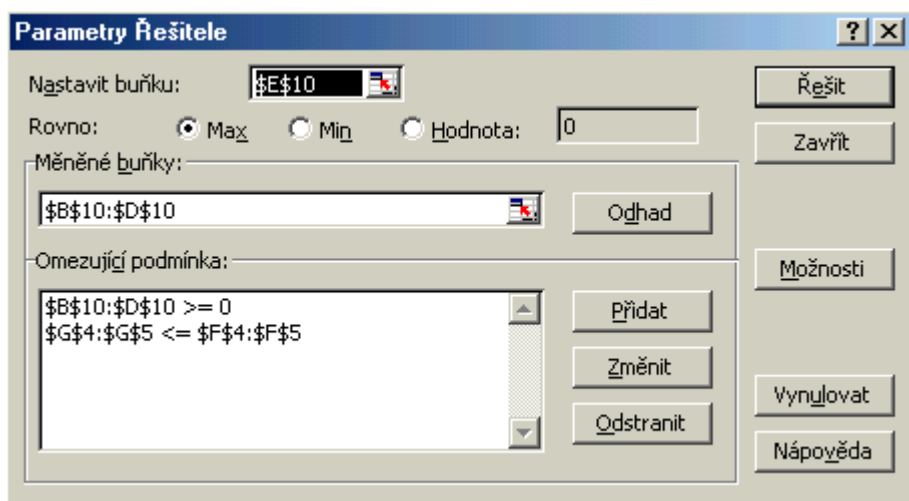 Parametry Řešitele
Nastavit buňku: $E$10
Řešit
Rovno: Max Min Hodnota: 0
Zavřít
Měněné buňky:
$B$10:$D$10
Odhad
Omezující podmínka:
Možnosti
$B$10:$D$10 >= 0
$G$4:$G$5 <= $F$4:$F$5
Přidat
Změnit
Odstranit
Vynulovat
Nápověda